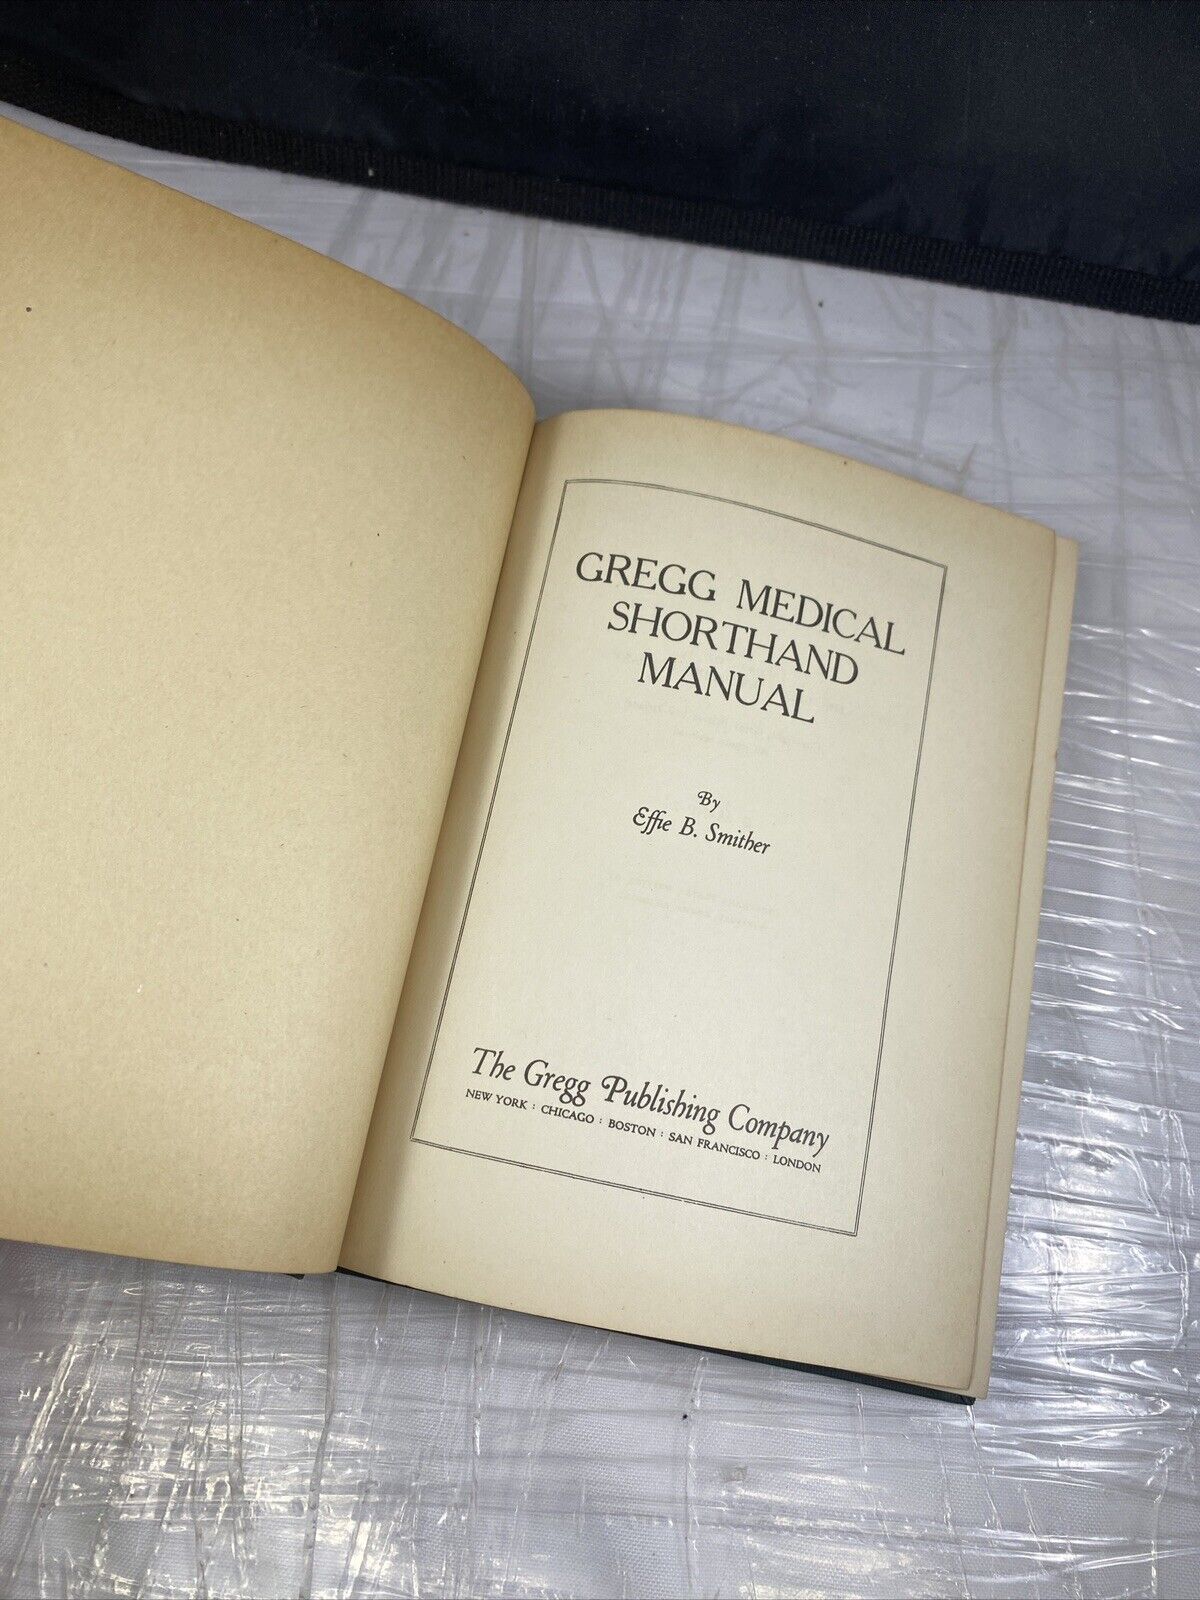 GREGG MEDICAL
SHORTHAND
MANUAL
By
Effie B. Smither
The Gregg Publishing Company
NEW YORK : CHICAGO : BOSTON : SAN FRANCISCO : LONDON